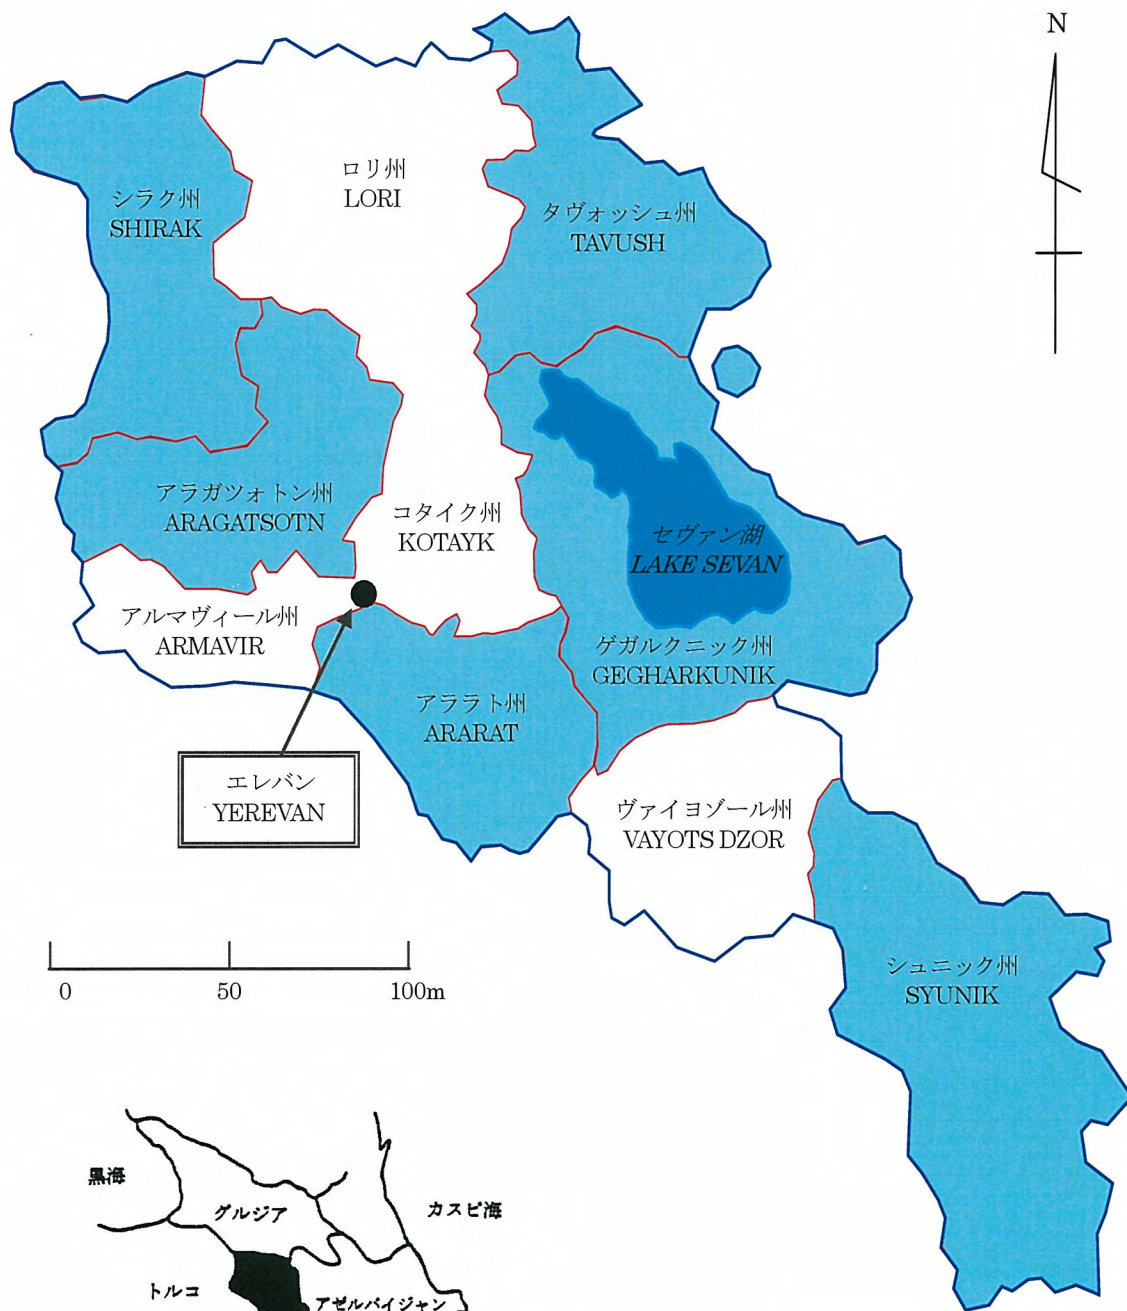 N
ロリ州
LORI
シラク州
SHIRAK
タヴォッシュ州
TAVUSH
アラガツォトン州
ARAGATSOTN
コタイク州
KOTAYK
セヴァン湖
LAKE SEVAN
アルマヴィール州
ARMAVIR
ゲガルクニック州
GEGHARKUNIK
アララト州
ARARAT
エレバン
YEREVAN
ヴァイヨゾール州
VAYOTS DZOR
シュニック州
SYUNIK
0 50 100m
黒海
グルジア
カスピ海
トルコ
アゼルバイジャン